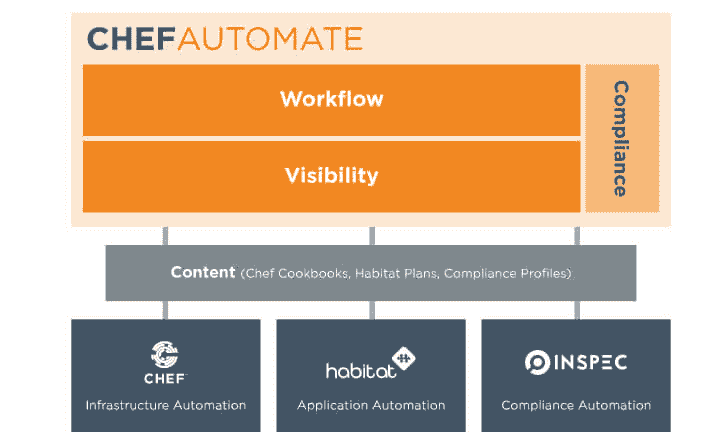 CHEFAUTOMATE
Workflow
Compliance
Visibility
Content (Chef Cookbooks, Habitat Plans, Compliance Profiles)
CHEF
Infrastructure Automation
habitat
Application Automation
INSPEC
Compliance Automation